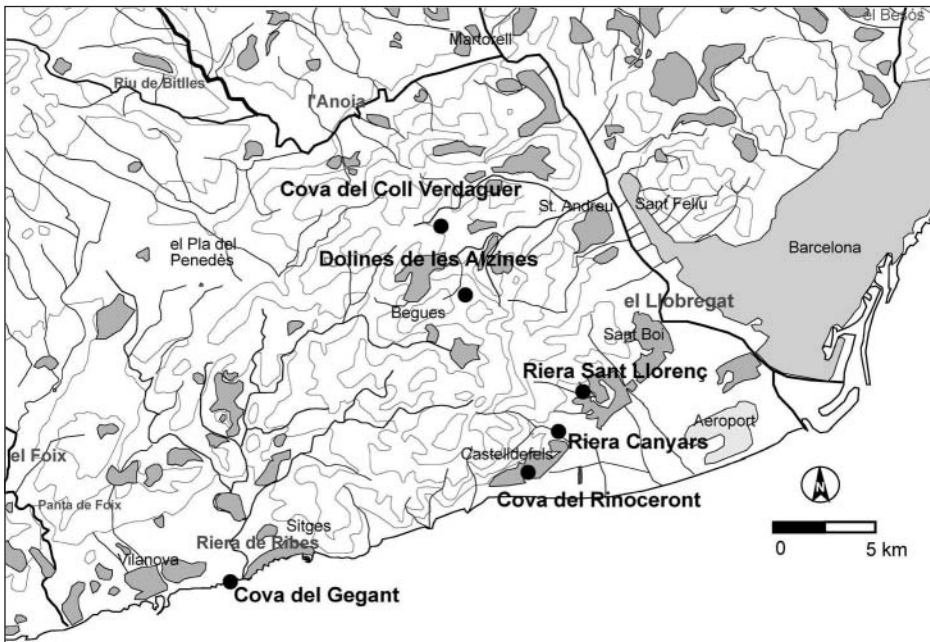 el Besós
Martorell
Riu de Bitlles
l'Anoia
Cova del Coll Verdaguer
St. Andreu
Sant Feliu
el Pla del
Penedès
Barcelona
Dolines de les Alzines
Begues
el Llobregat
Sant Boi
Riera Sant Llorenç
Aeroport
Riera Canyars
el Foix
Castelldefels
Cova del Rinoceront
N
Panta de Foix
Sitges
Riera de Ribes
Vilanova
0 5 km
Cova del Gegant